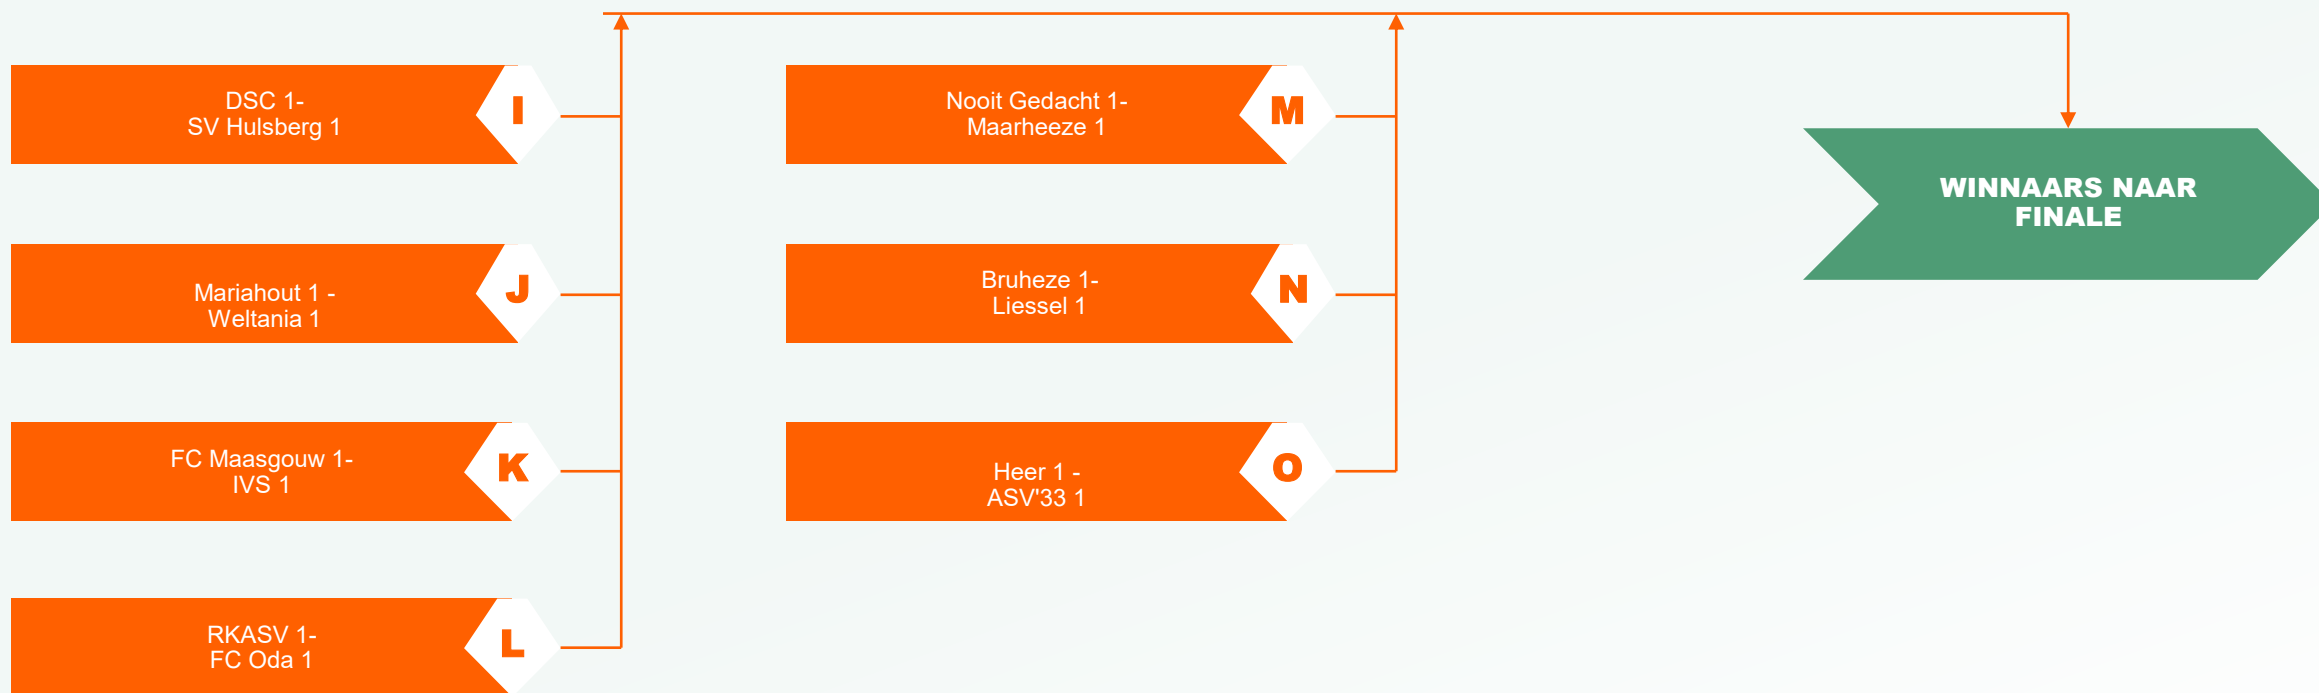 DSC 1-
SV Hulsberg 1
I
Mariahout 1 -
Weltania 1
J
FC Maasgouw 1-
IVS 1
K
RKASV 1-
FC Oda 1
L
Nooit Gedacht 1-
Maarheeze 1
M
Bruheze 1-
Liessel 1
N
Heer 1 -
ASV'33 1
O
WINNAARS NAAR
FINALE